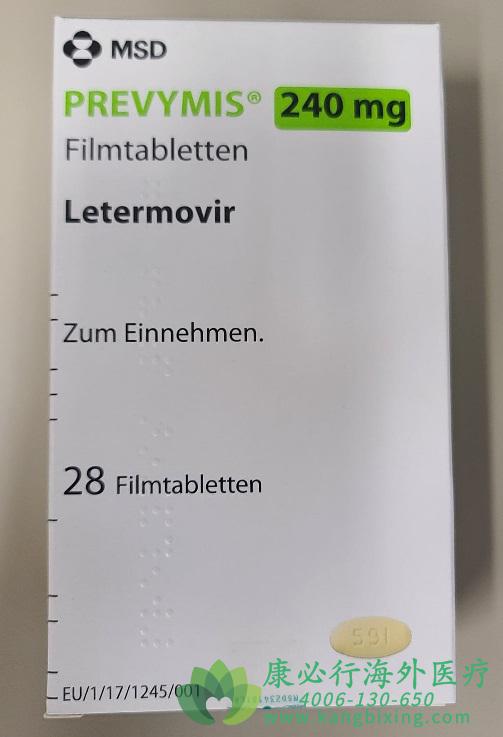 MSD
PREVYMIS® 240 mg
Filmtabletten
Letermovir
Zum Einnehmen.
28 Filmtabletten
591
EU/1/17/1245/001
康必行海外医疗
4006-130-650
www.kangbixing.com